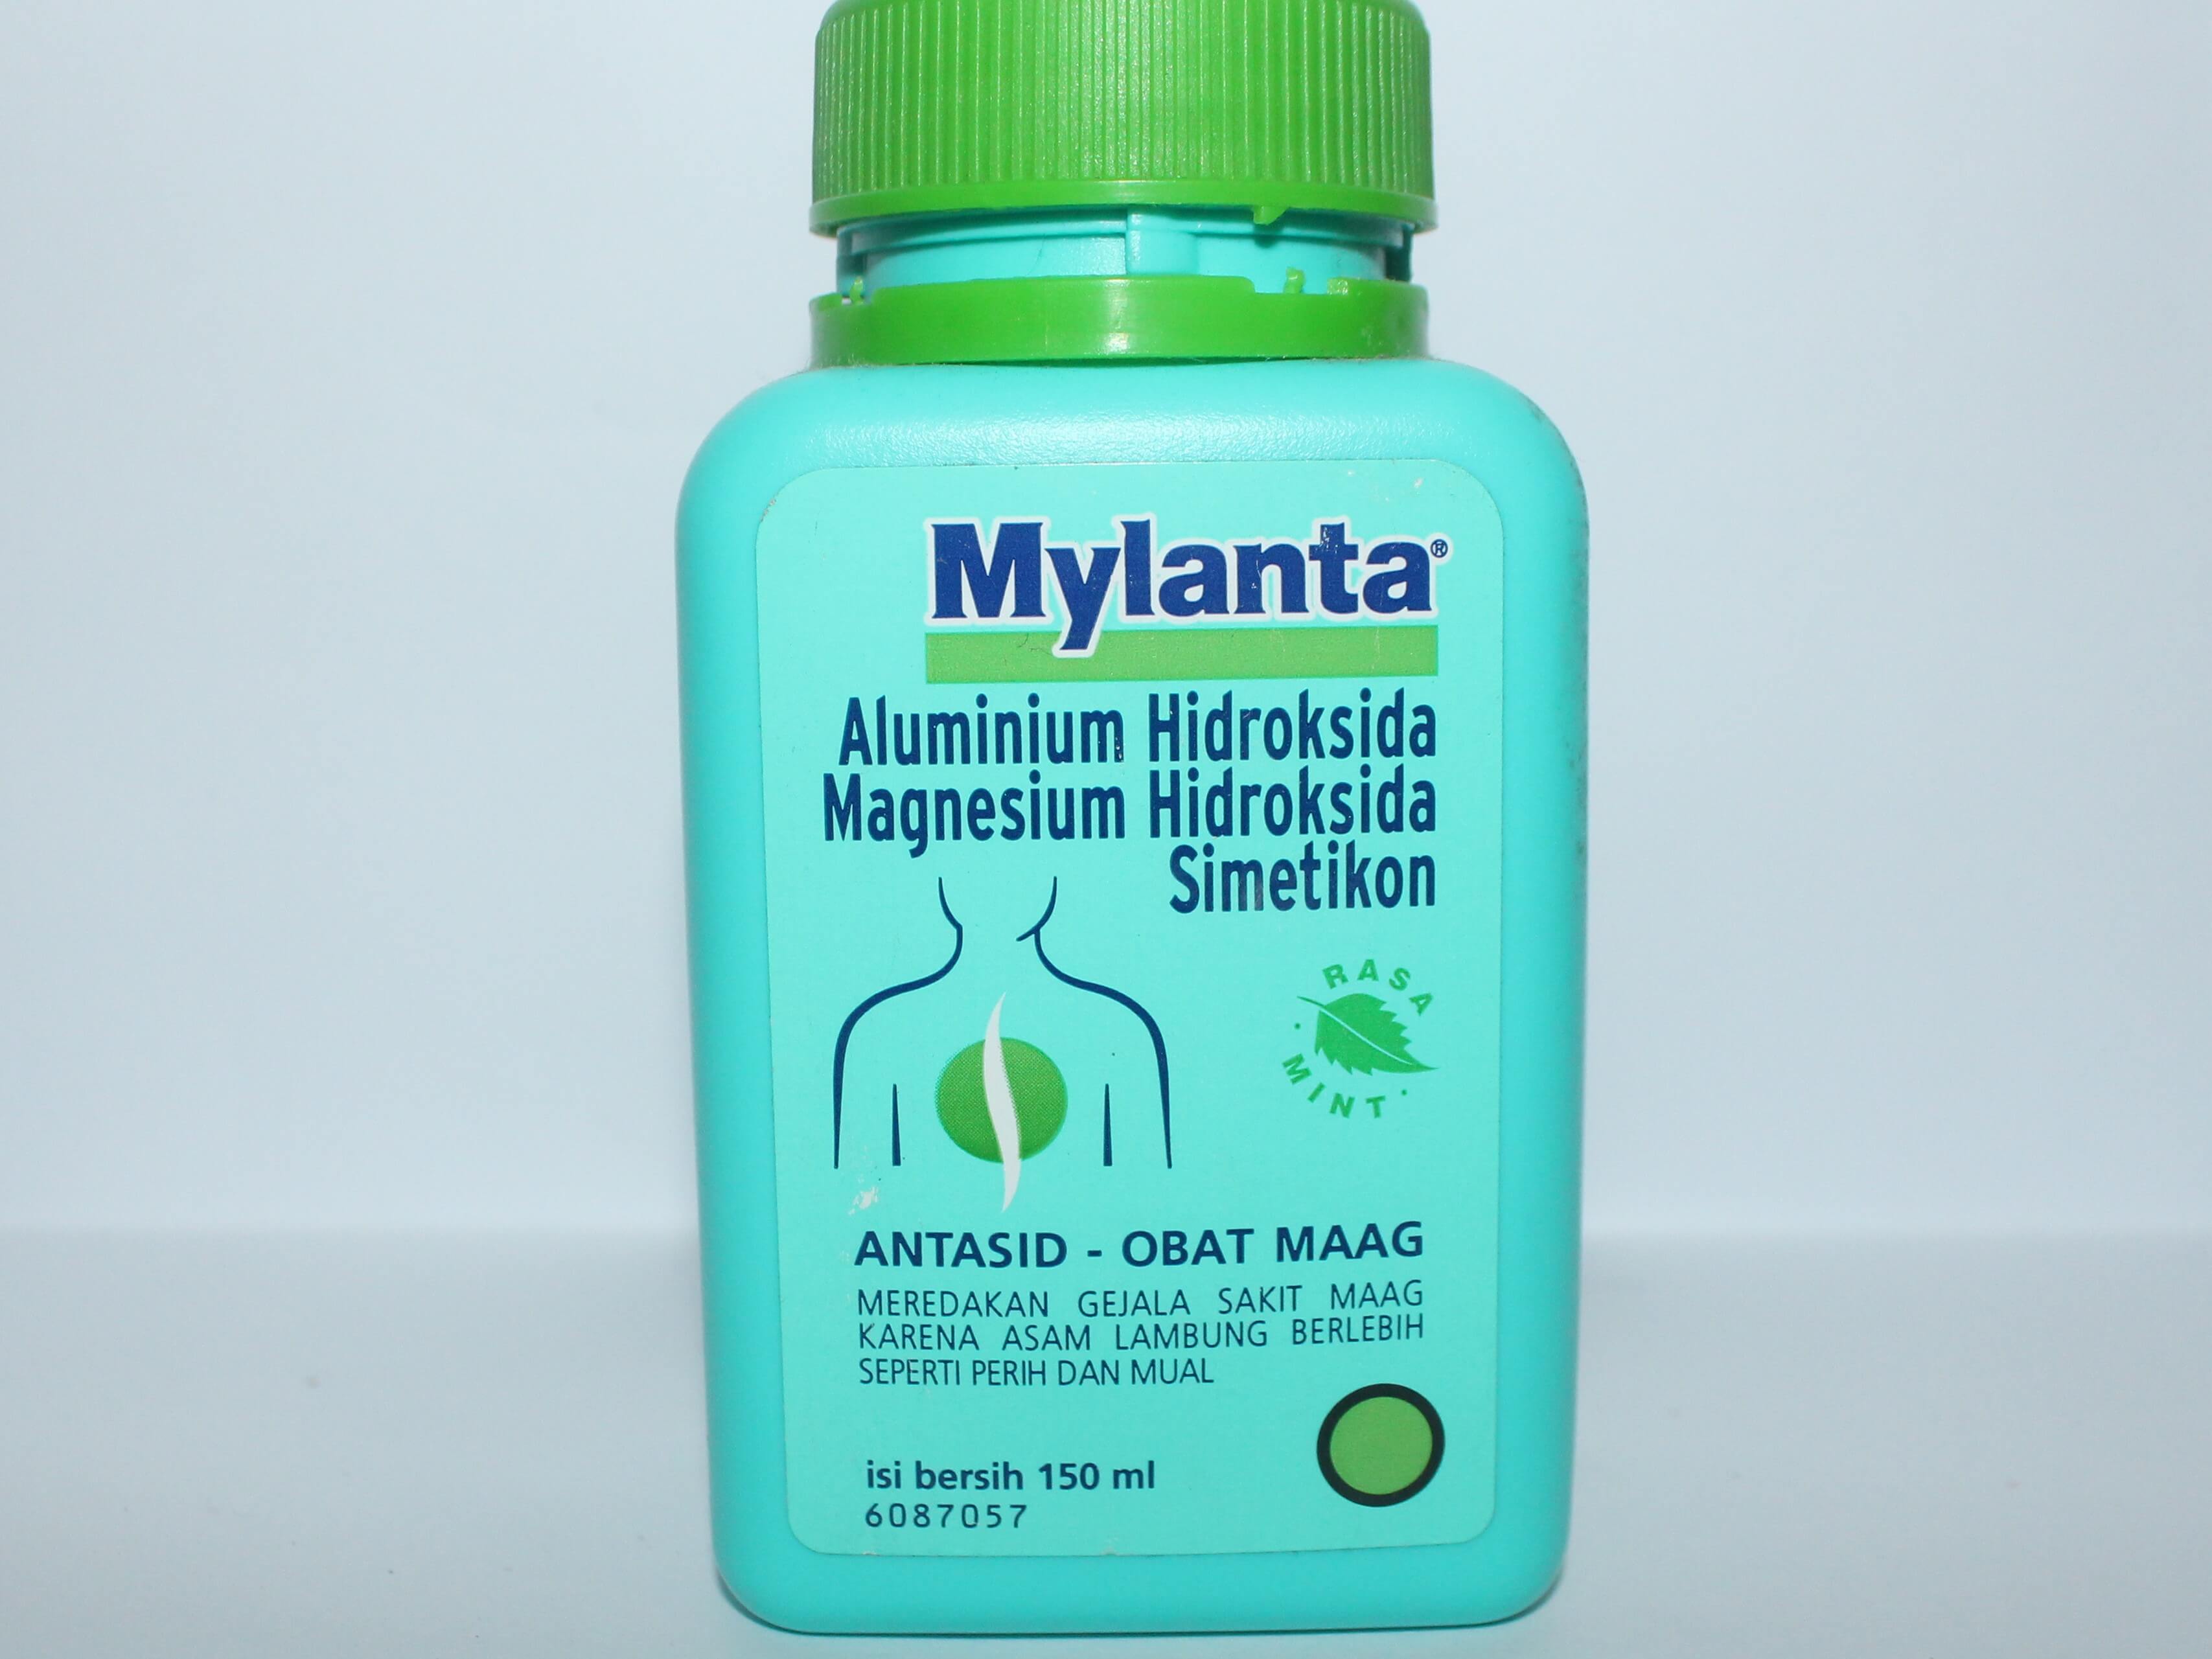 Mylanta®
Aluminium Hidroksida
Magnesium Hidroksida
Simetikon
RASA
MINT
ANTASID - OBAT MAAG
MEREDAKAN GEJALA SAKIT MAAG
KARENA ASAM LAMBUNG BERLEBIH
SEPERTI PERIH DAN MUAL
isi bersih 150 ml
6087057